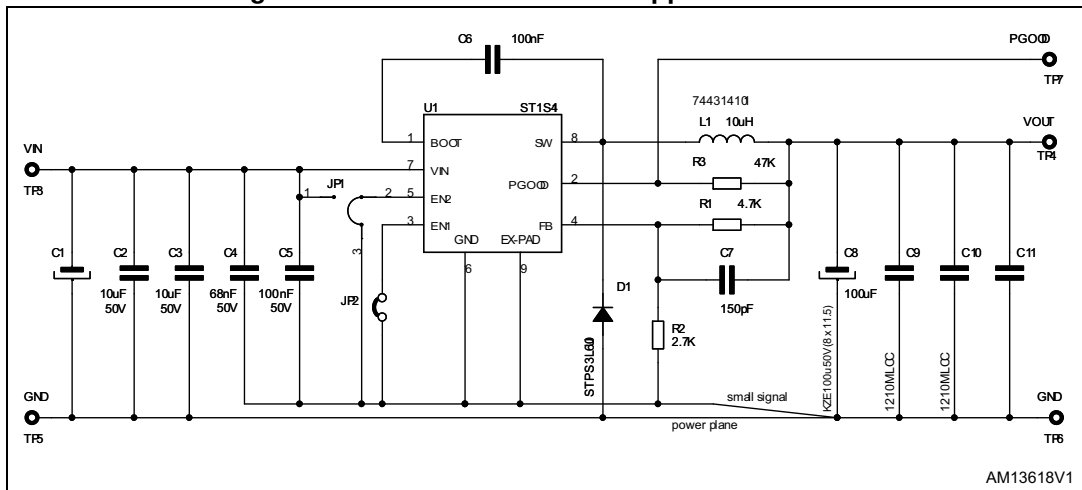 C6 100nF
PGOOD
TP7
U1 ST1S4
744314101
L1 10uH
VOUT
TP4
1 BOOT SW 8
VIN
TP3
7 VIN
R3 47K
PGOOD 2
JP1
1 2 5 EN2
R1 4.7K
3 EN1 FB 4
GND EX-PAD
6 9
3
C1
C2
10uF
50V
C3
10uF
50V
C4
68nF
50V
C5
100nF
50V
JP2
C7
150pF
D1
STPS3L60
R2
2.7K
C8
100uF
KZE100u50V(8x11.5)
C9
1210MLCC
C10
1210MLCC
C11
GND
TP5
small signal
power plane
GND
TP6
AM13618V1